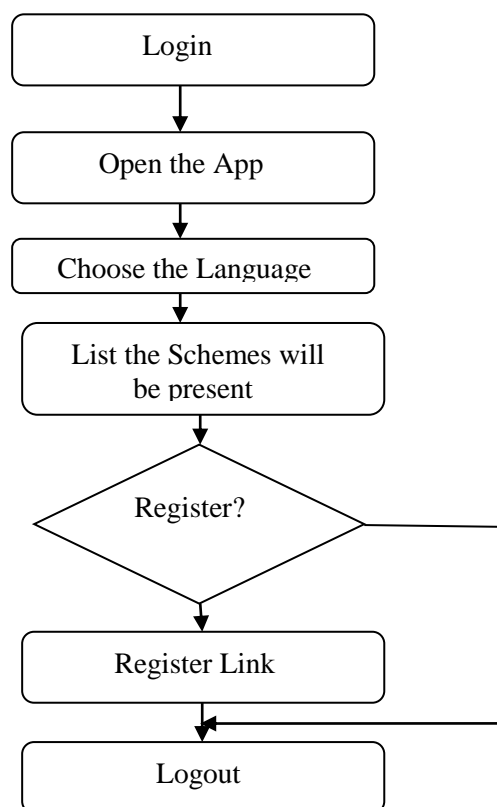 Login
Open the App
Choose the Language
List the Schemes will
be present
Register?
Register Link
Logout